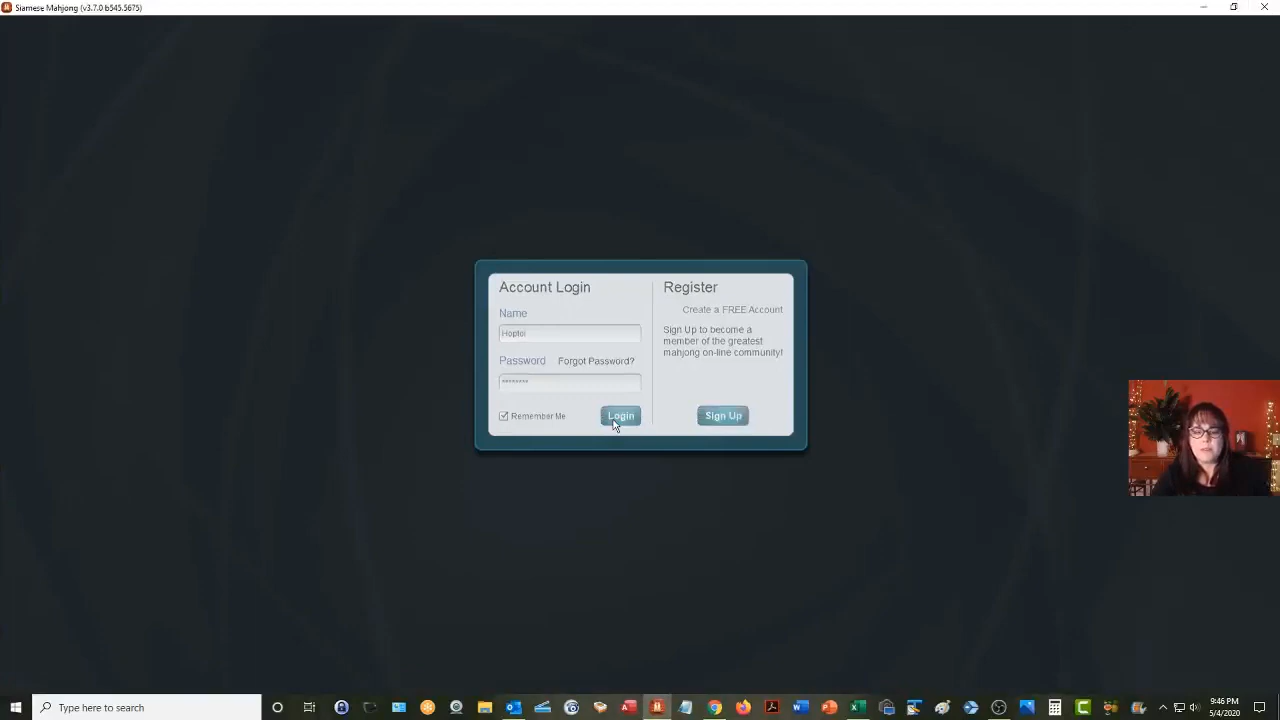 Siamese Mahjong (v3.7.0 b545.5675)
Account Login
Name
Hoptoi
Password Forgot Password?
********
Remember Me
Login
Register
Create a FREE Account
Sign Up to become a
member of the greatest
mahjong on-line community!
Sign Up
Type here to search
9:46 PM
5/4/2020